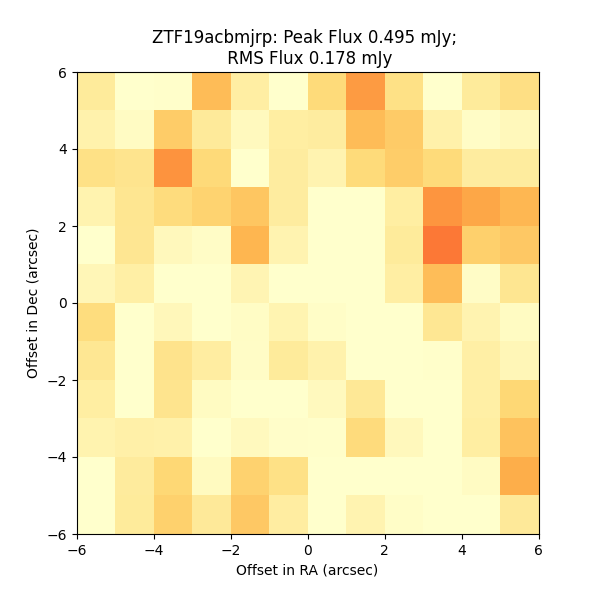 ZTF19acbmjrp: Peak Flux 0.495 mJy;
RMS Flux 0.178 mJy
6
4
2
0
−2
−4
−6
Offset in Dec (arcsec)
−6 −4 −2 0 2 4 6
Offset in RA (arcsec)